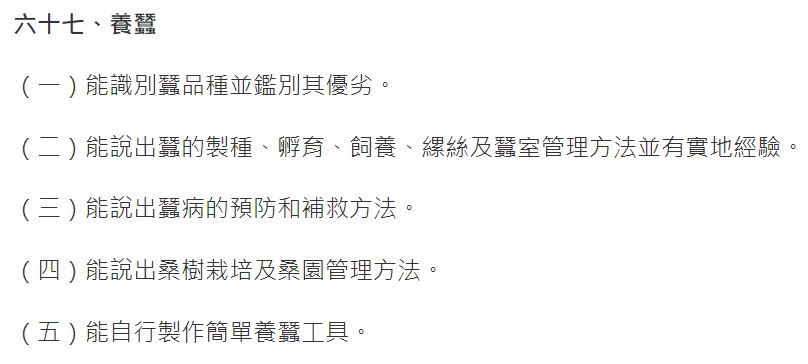 六十七、養蠶
（一）能識別蠶品種並鑑別其優劣。
（二）能說出蠶的製種、孵育、飼養、繅絲及蠶室管理方法並有實地經驗。
（三）能說出蠶病的預防和補救方法。
（四）能說出桑樹栽培及桑園管理方法。
（五）能自行製作簡單養蠶工具。